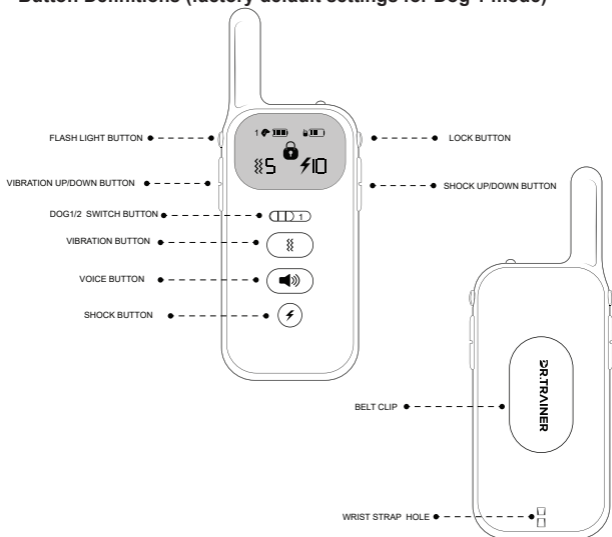 Button Definitions (factory default settings for Dog 1 mode)
1
5
10
FLASH LIGHT BUTTON
LOCK BUTTON
VIBRATION UP/DOWN BUTTON
SHOCK UP/DOWN BUTTON
DOG1/2 SWITCH BUTTON
1
VIBRATION BUTTON
VOICE BUTTON
SHOCK BUTTON
DR.TRAINER
BELT CLIP
WRIST STRAP HOLE